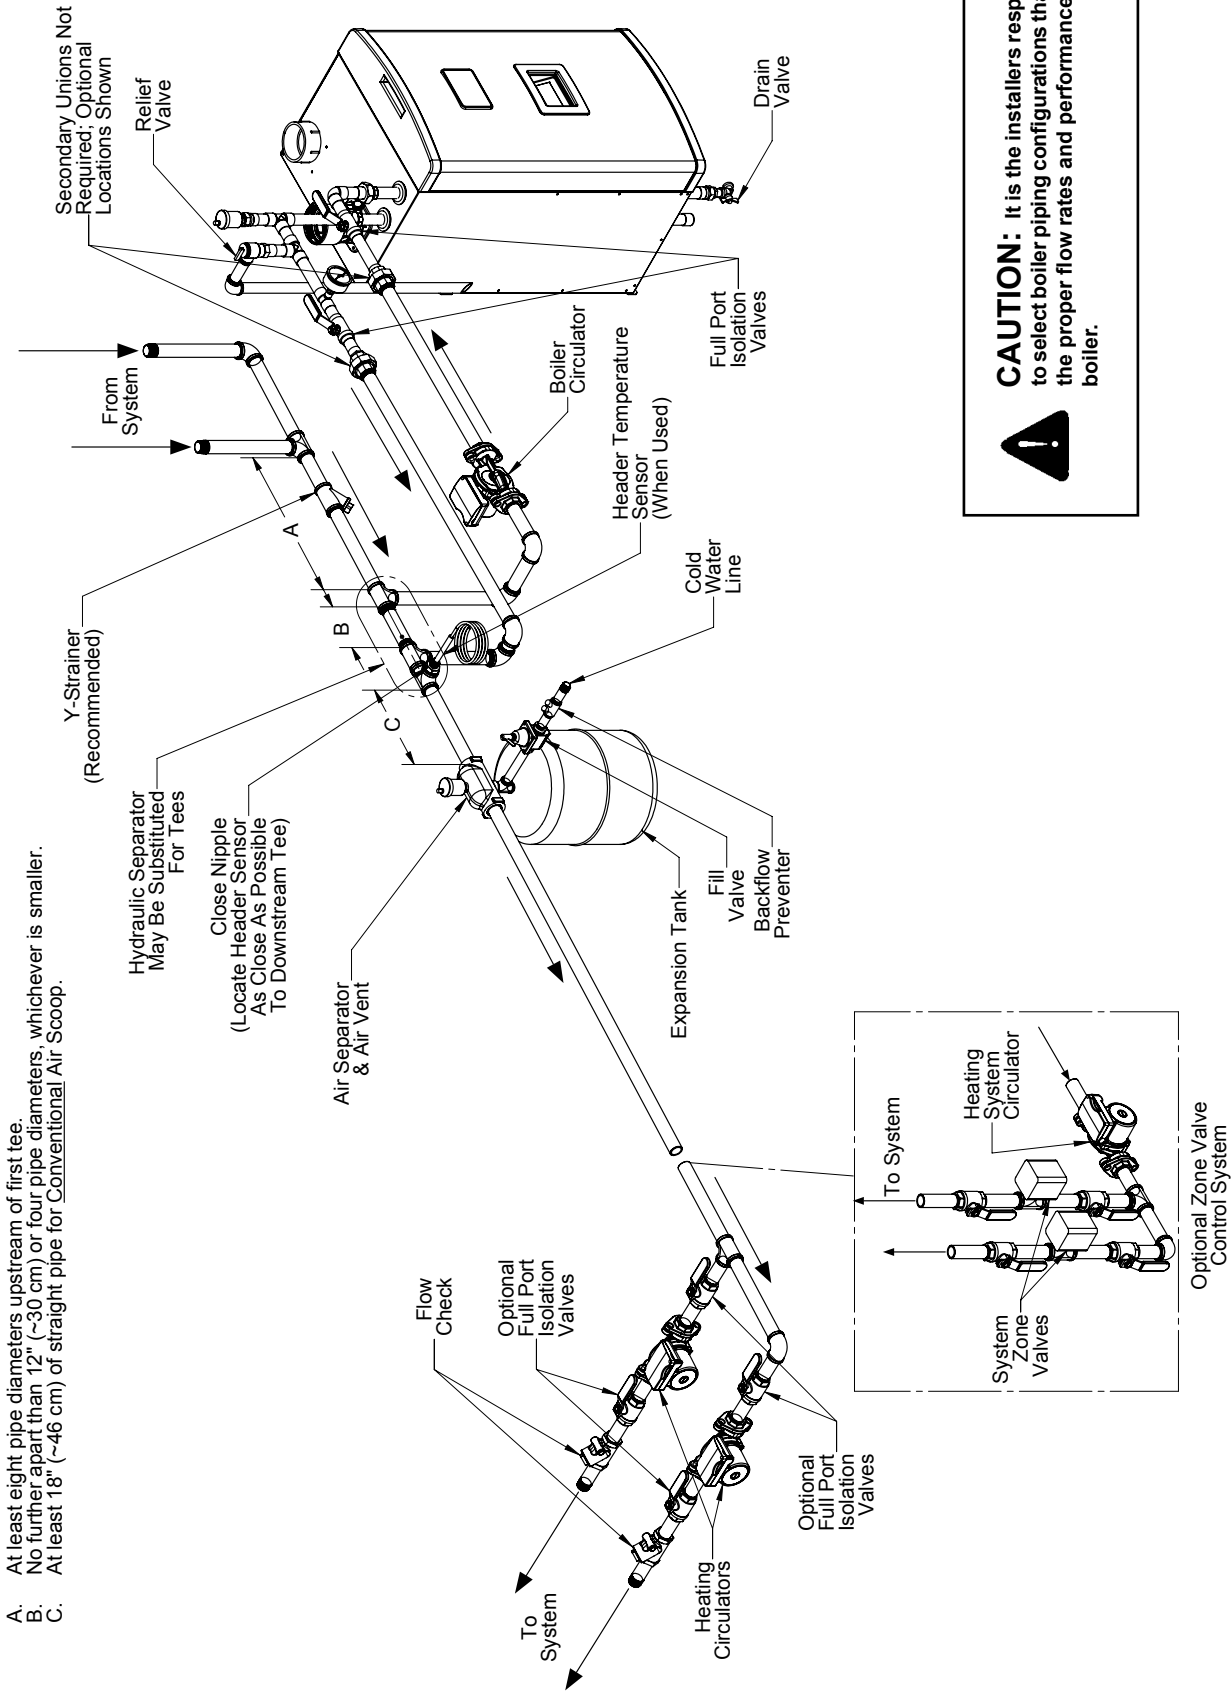 A. At least eight pipe diameters upstream of first tee.
B. No further apart than 12" (~30 cm) or four pipe diameters, whichever is smaller.
C. At least 18" (~46 cm) of straight pipe for Conventional Air Scoop.
Secondary Unions Not
Required; Optional
Locations Shown
Relief
Valve
From
System
Y-Strainer
(Recommended)
Hydraulic Separator
May Be Substituted
For Tees
Close Nipple
(Locate Header Sensor
As Close As Possible
To Downstream Tee)
Air Separator
& Air Vent
A
B
C
Drain
Valve
Full Port
Isolation
Valves
Boiler
Circulator
Header Temperature
Sensor
(When Used)
Cold
Water
Line
Fill
Valve
Backflow
Preventer
Expansion Tank
Flow
Check
Optional
Full Port
Isolation
Valves
To
System
Heating
Circulators
Optional
Full Port
Isolation
Valves
To System
Heating
System
Circulator
System
Zone
Valves
Optional Zone Valve
Control System
CAUTION: It is the installers resp
to select boiler piping configurations tha
the proper flow rates and performance
boiler.